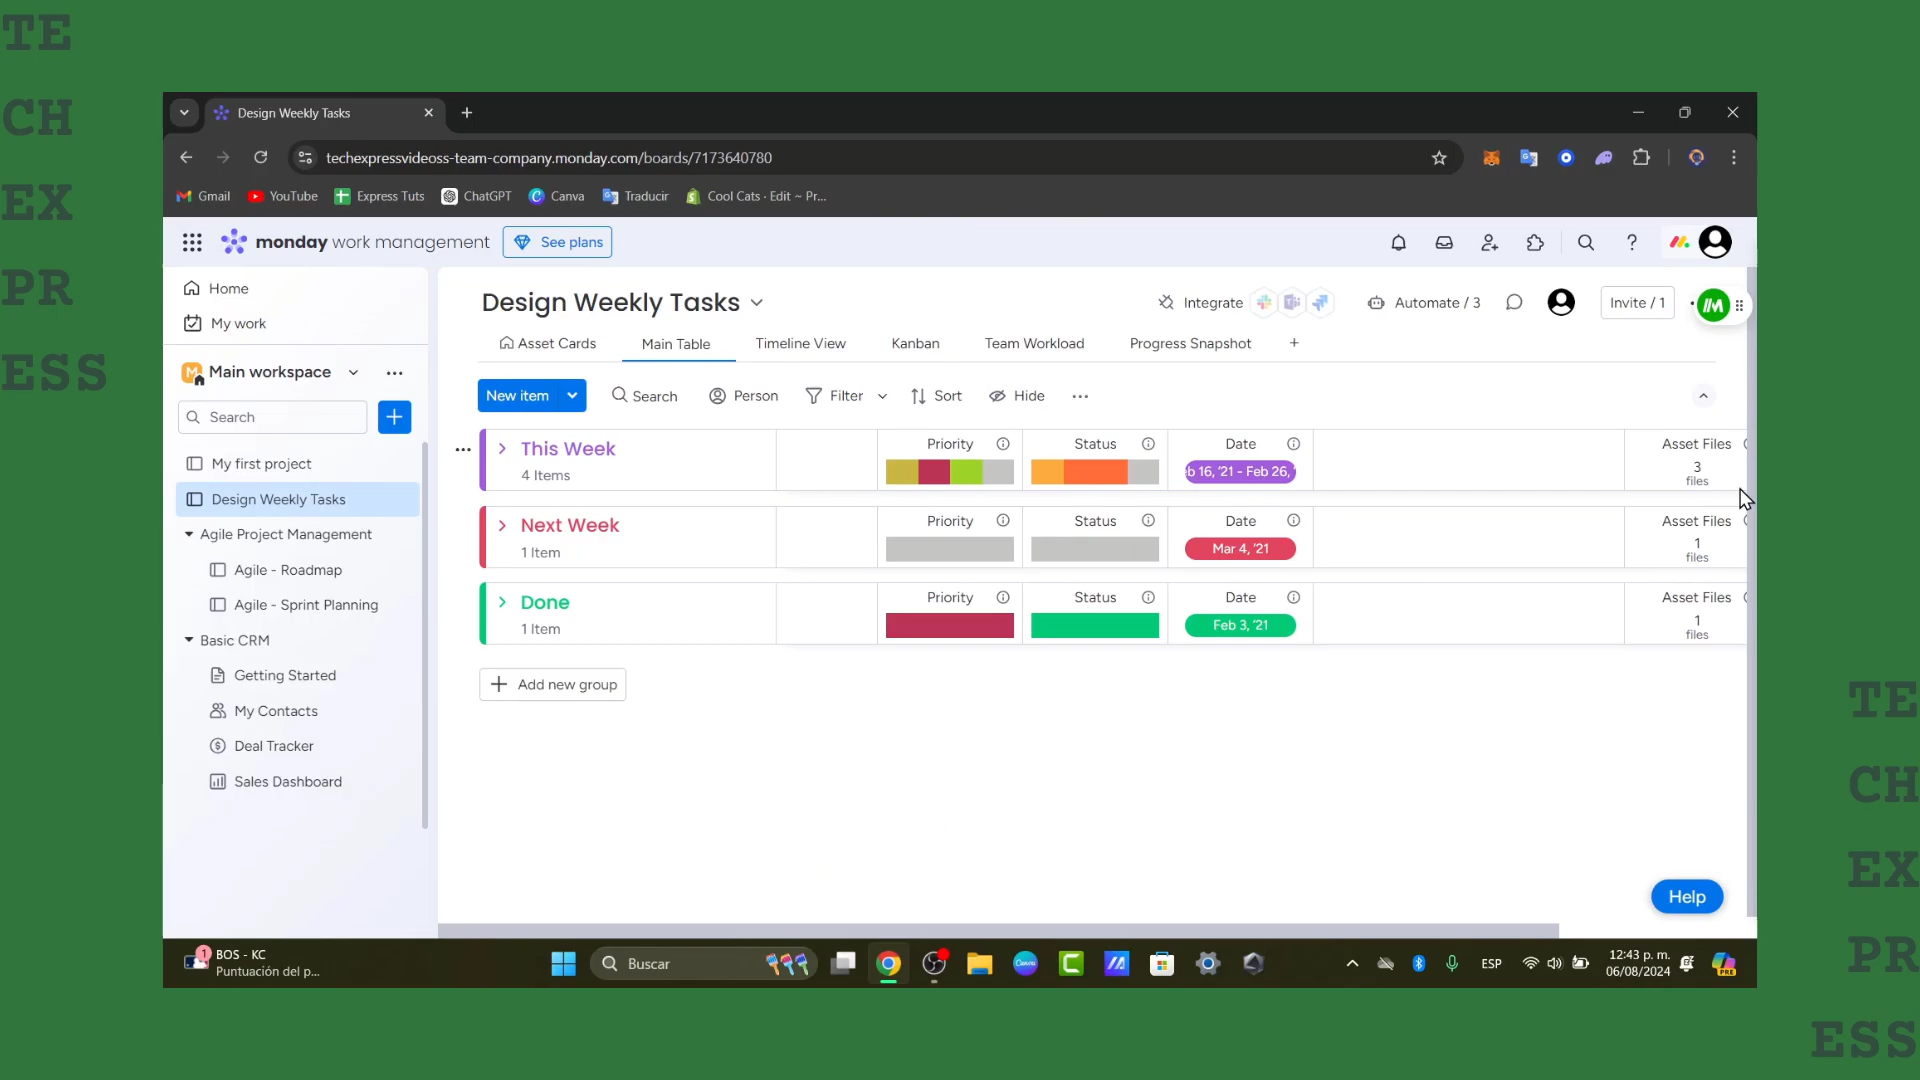 TE
CH
EX
PR
ESS
Design Weekly Tasks
techexpressvideoss-team-company.monday.com/boards/7173640780
Gmail
YouTube
Express Tuts
ChatGPT
Canva
Traducir
Cool Cats · Edit ~ Pr...
monday work management
See plans
Home
My work
Main workspace
Search
My first project
Design Weekly Tasks
Agile Project Management
Agile - Roadmap
Agile - Sprint Planning
Basic CRM
Getting Started
My Contacts
Deal Tracker
Sales Dashboard
Design Weekly Tasks
Integrate
Automate / 3
Invite / 1
Asset Cards
Main Table
Timeline View
Kanban
Team Workload
Progress Snapshot
New item
Search
Person
Filter
Sort
Hide
This Week
4 Items
Priority
Status
Date
b 16, '21 - Feb 26, '
Asset Files
3
files
Next Week
1 Item
Priority
Status
Date
Mar 4, '21
Asset Files
1
files
Done
1 Item
Priority
Status
Date
Feb 3, '21
Asset Files
1
files
Add new group
Help
1
BOS - KC
Puntuación del p...
Buscar
Canva
ESP
12:43 p. m.
06/08/2024
PRE
TE
CH
EX
PR
ESS